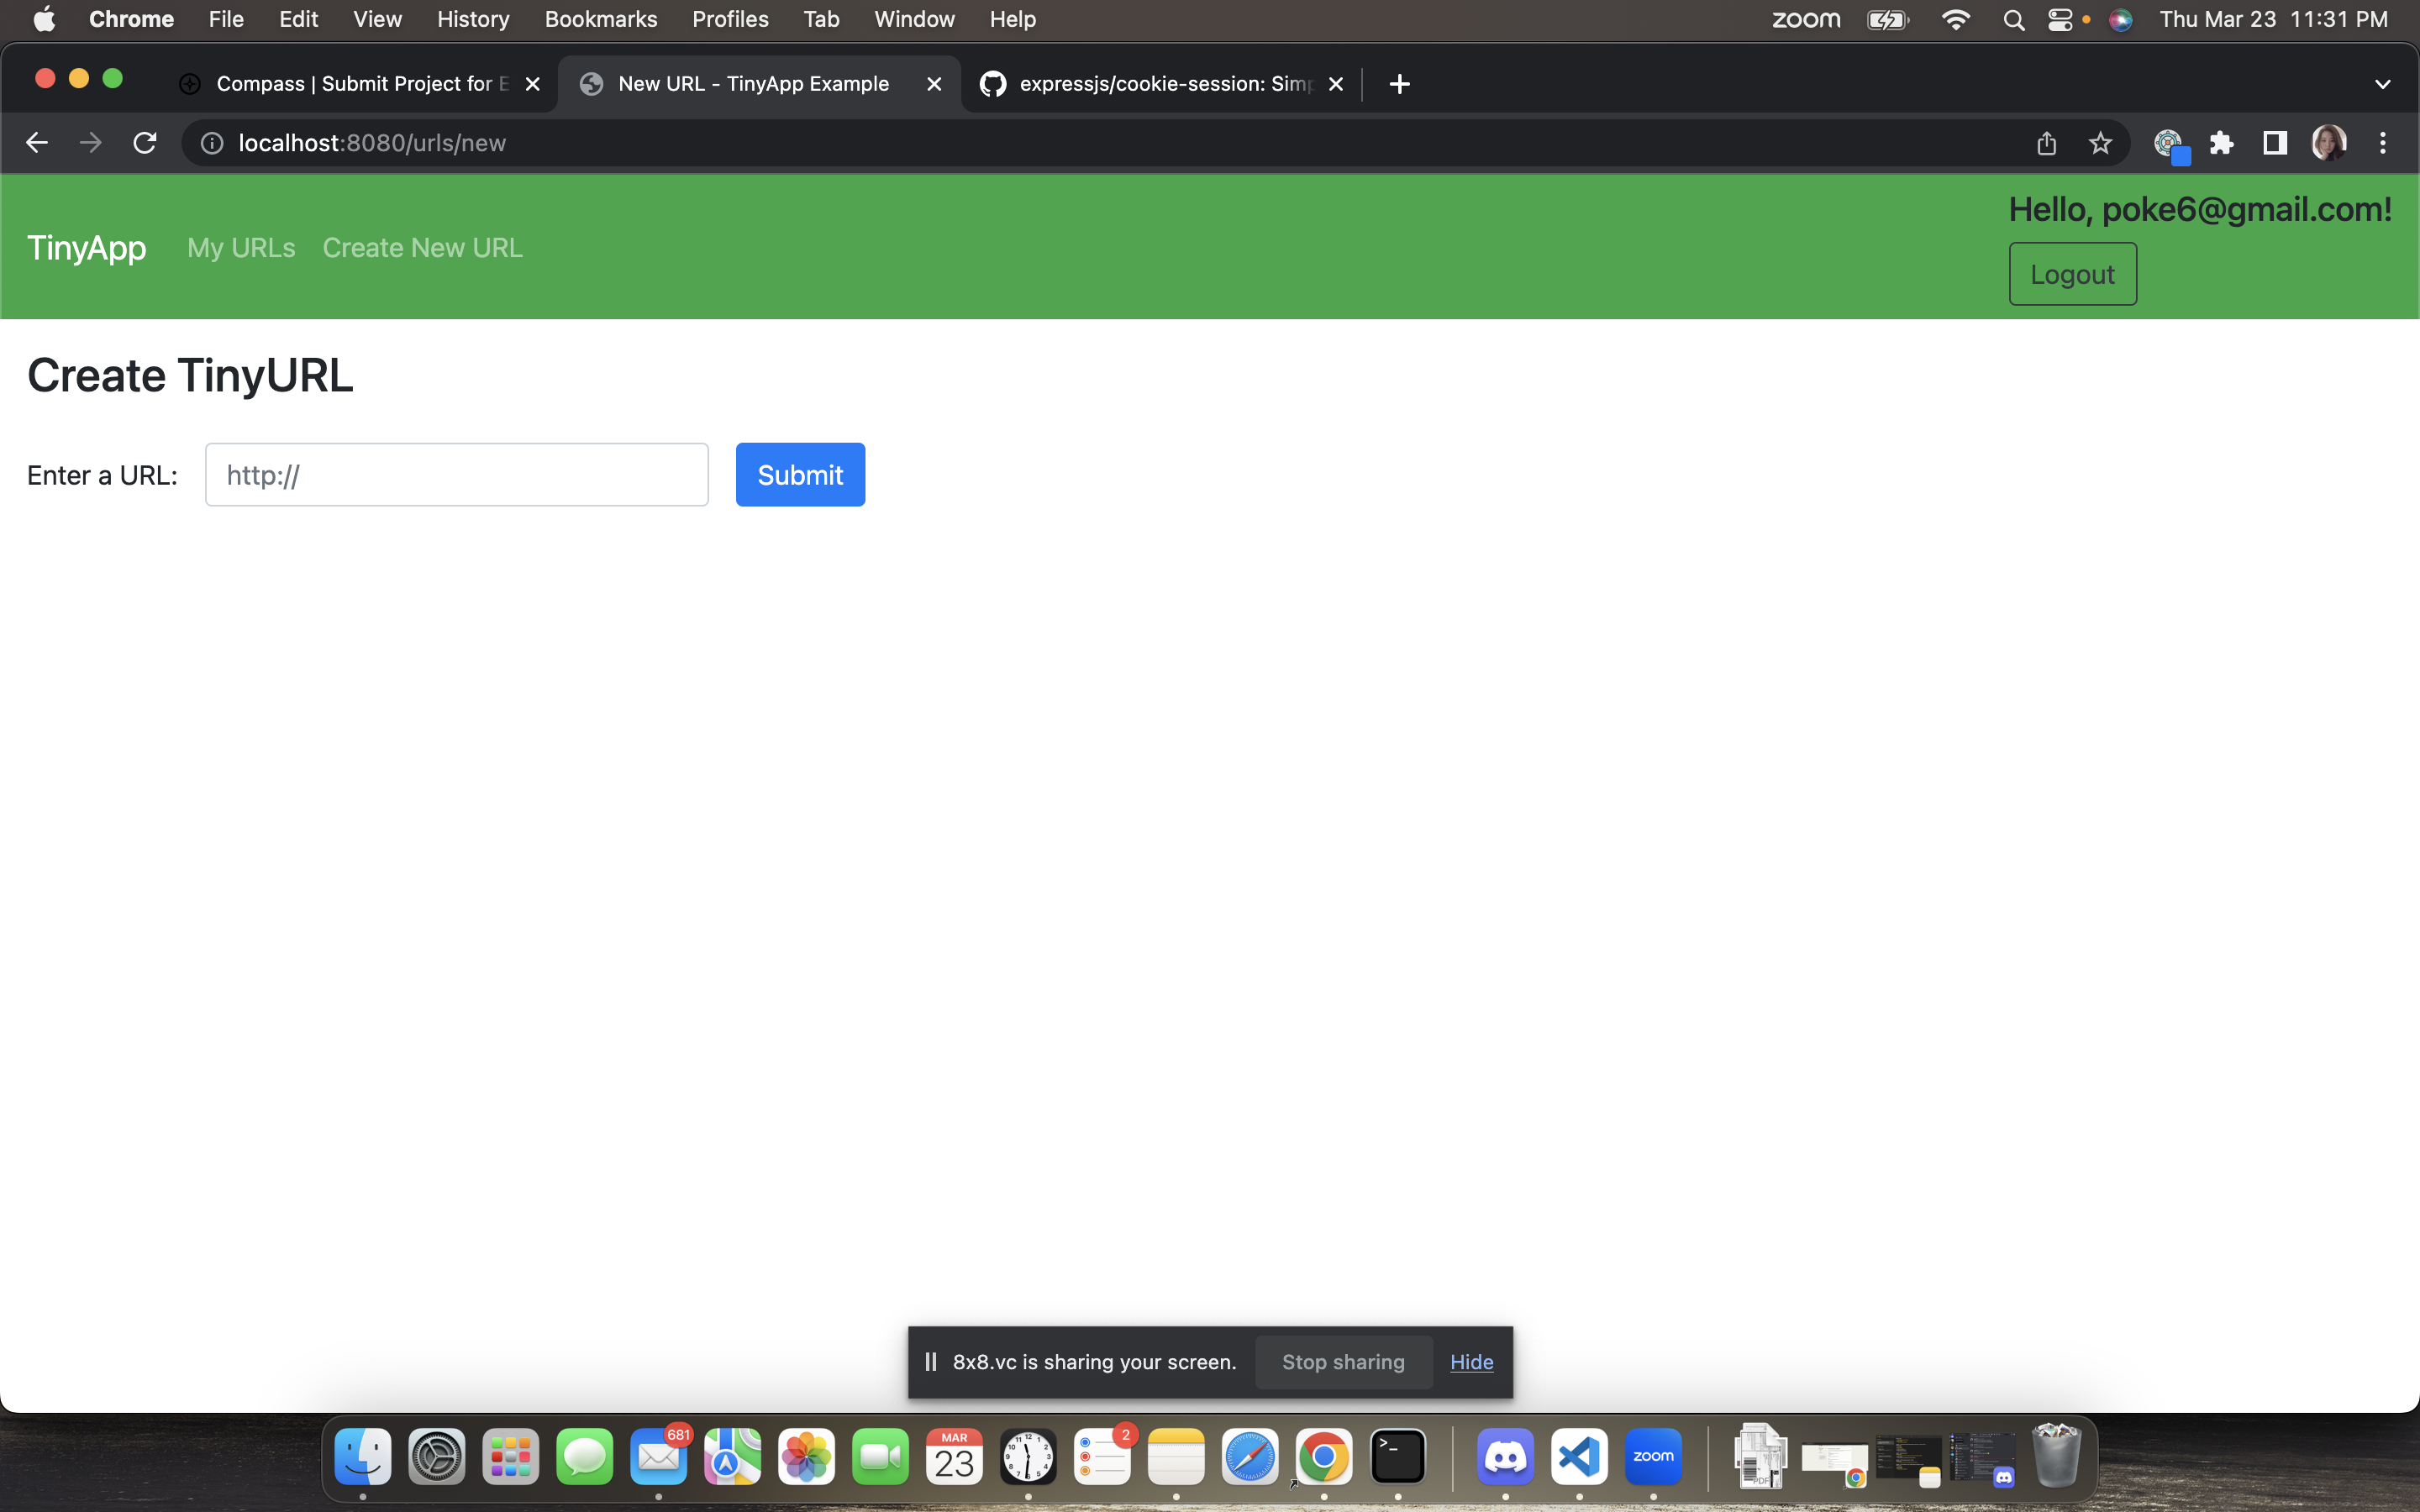 Chrome File Edit View History Bookmarks Profiles Tab Window Help zoom Thu Mar 23 11:31 PM
Compass | Submit Project for E New URL - TinyApp Example expressjs/cookie-session: Simp
localhost:8080/urls/new
Hello, poke6@gmail.com!
TinyApp My URLs Create New URL
Logout
Create TinyURL
Enter a URL: http:// Submit
8x8.vc is sharing your screen. Stop sharing Hide
681
2
MAR
23
zoom
PDF